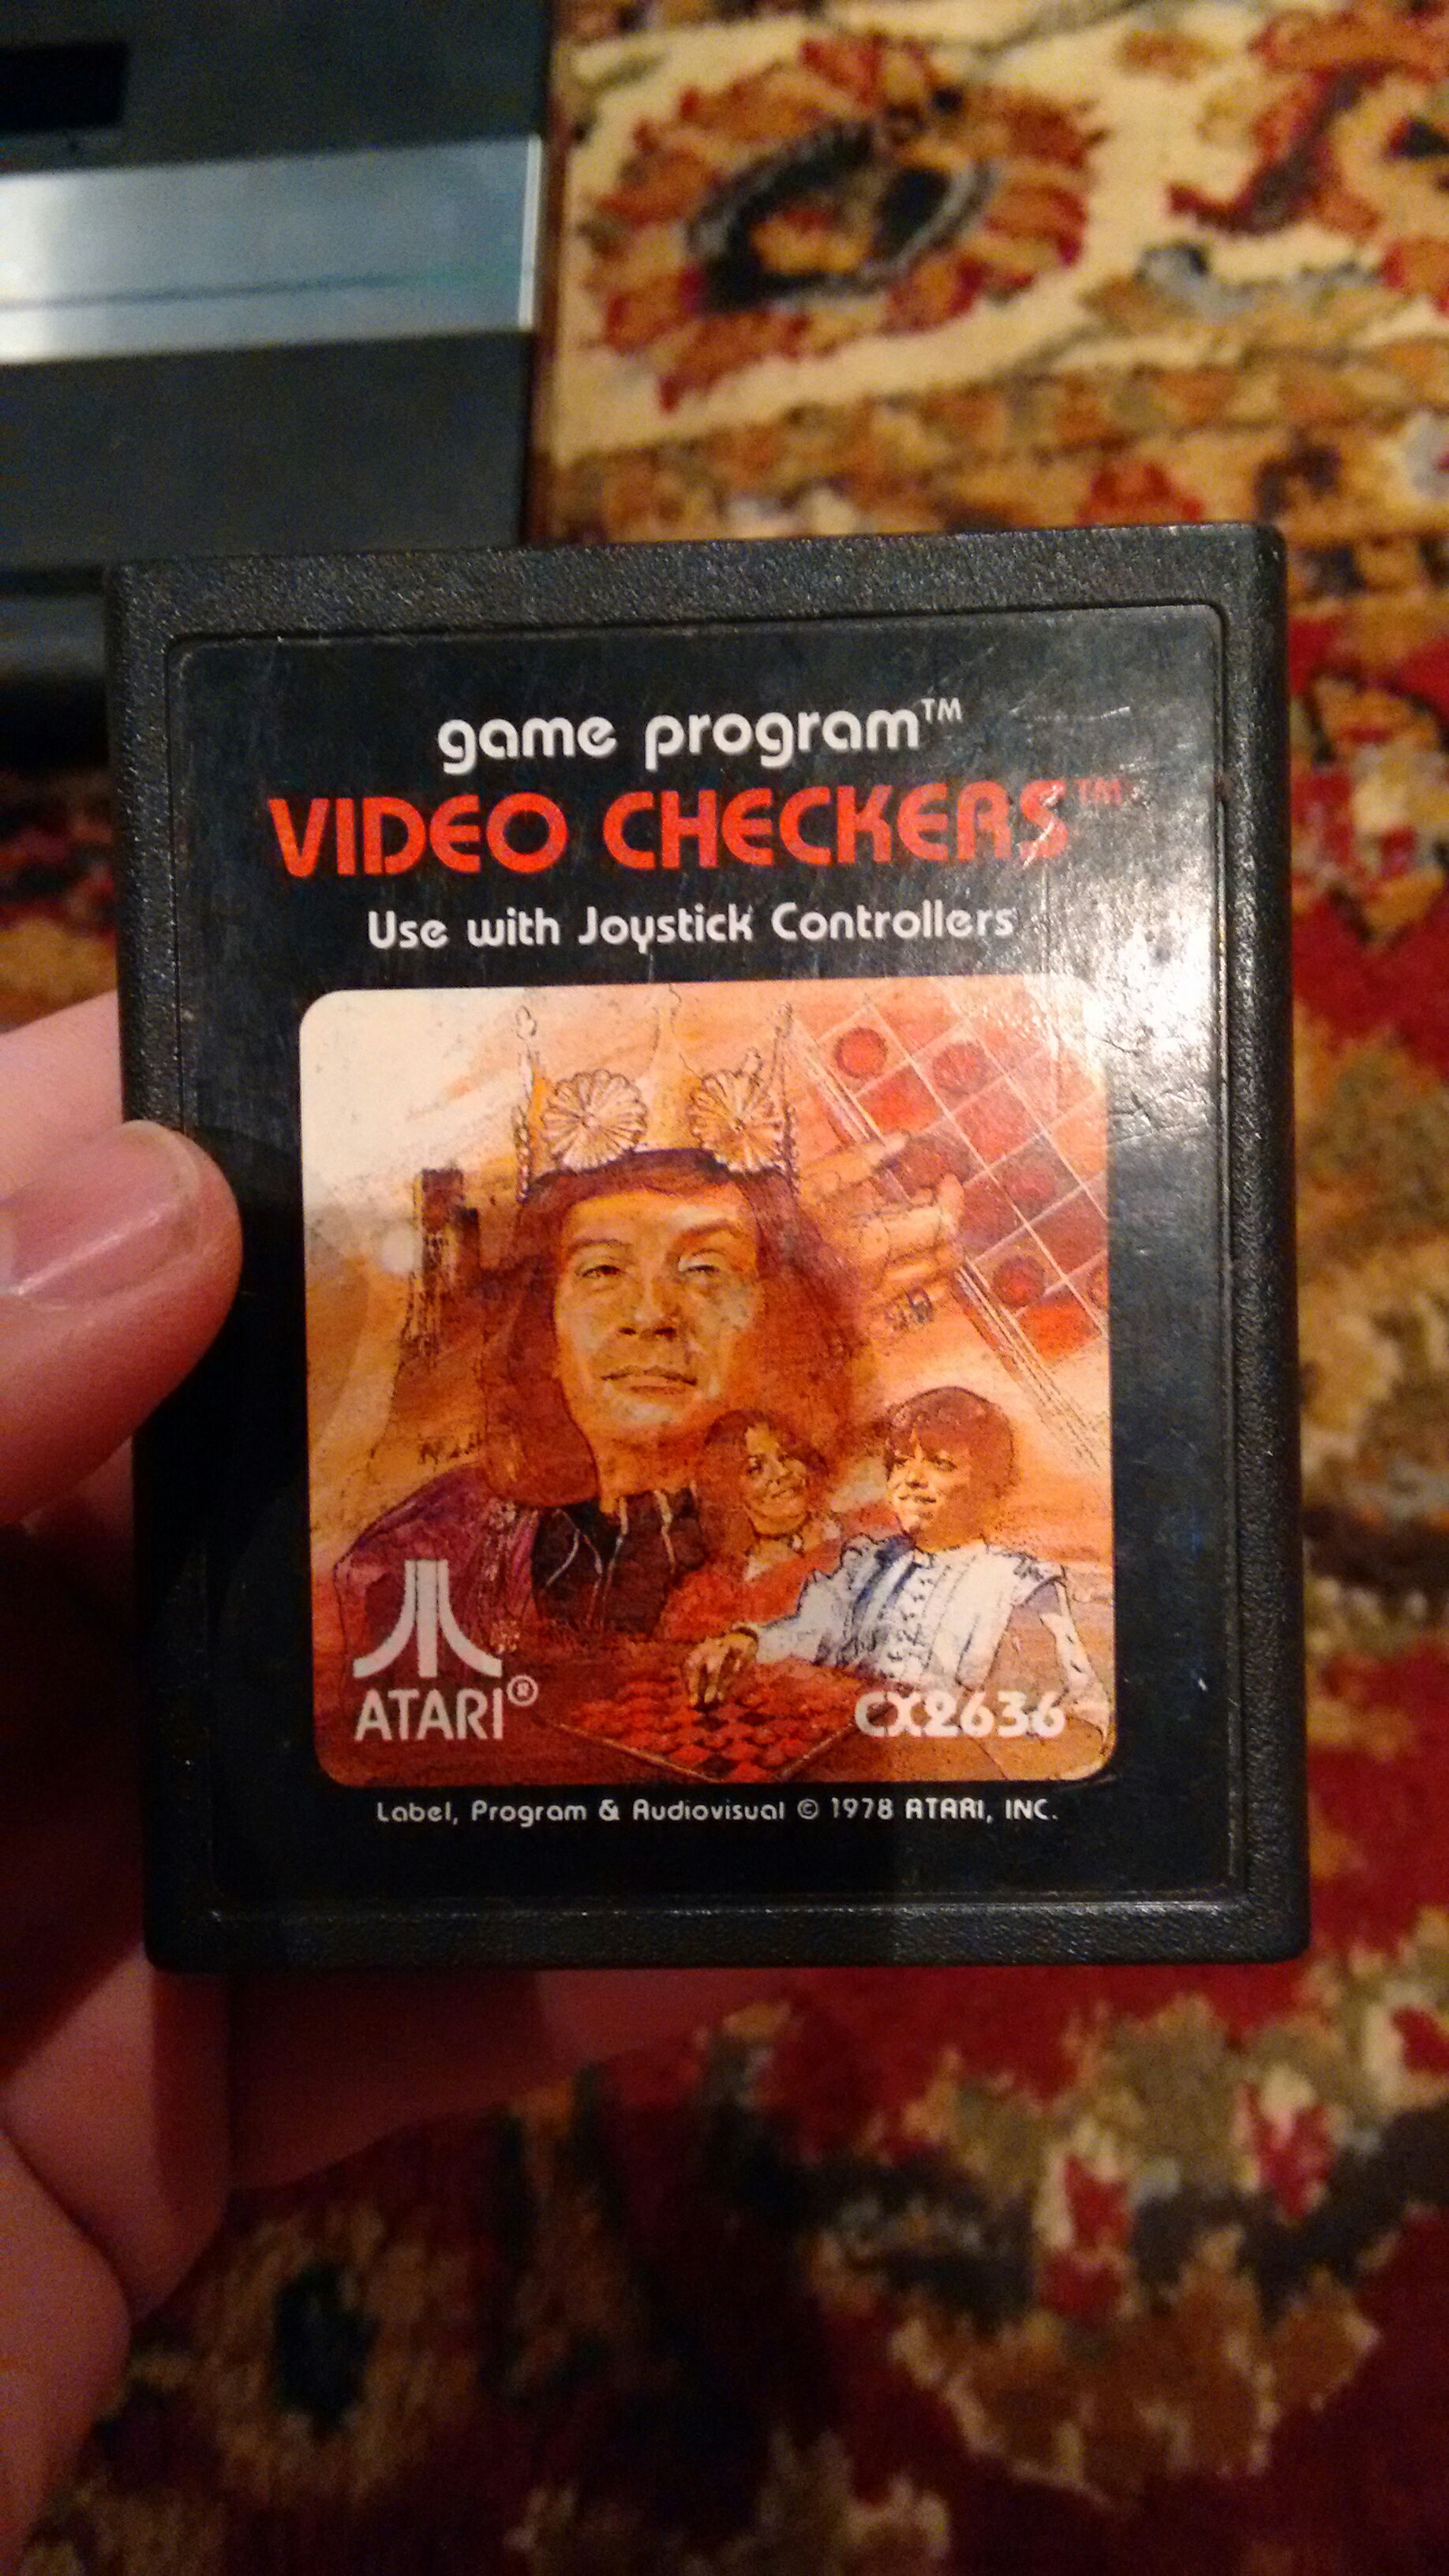 game program™
VIDEO CHECKERS™
Use with Joystick Controllers
ATARI®
CX2636
Label, Program & Audiovisual © 1978 ATARI, INC.